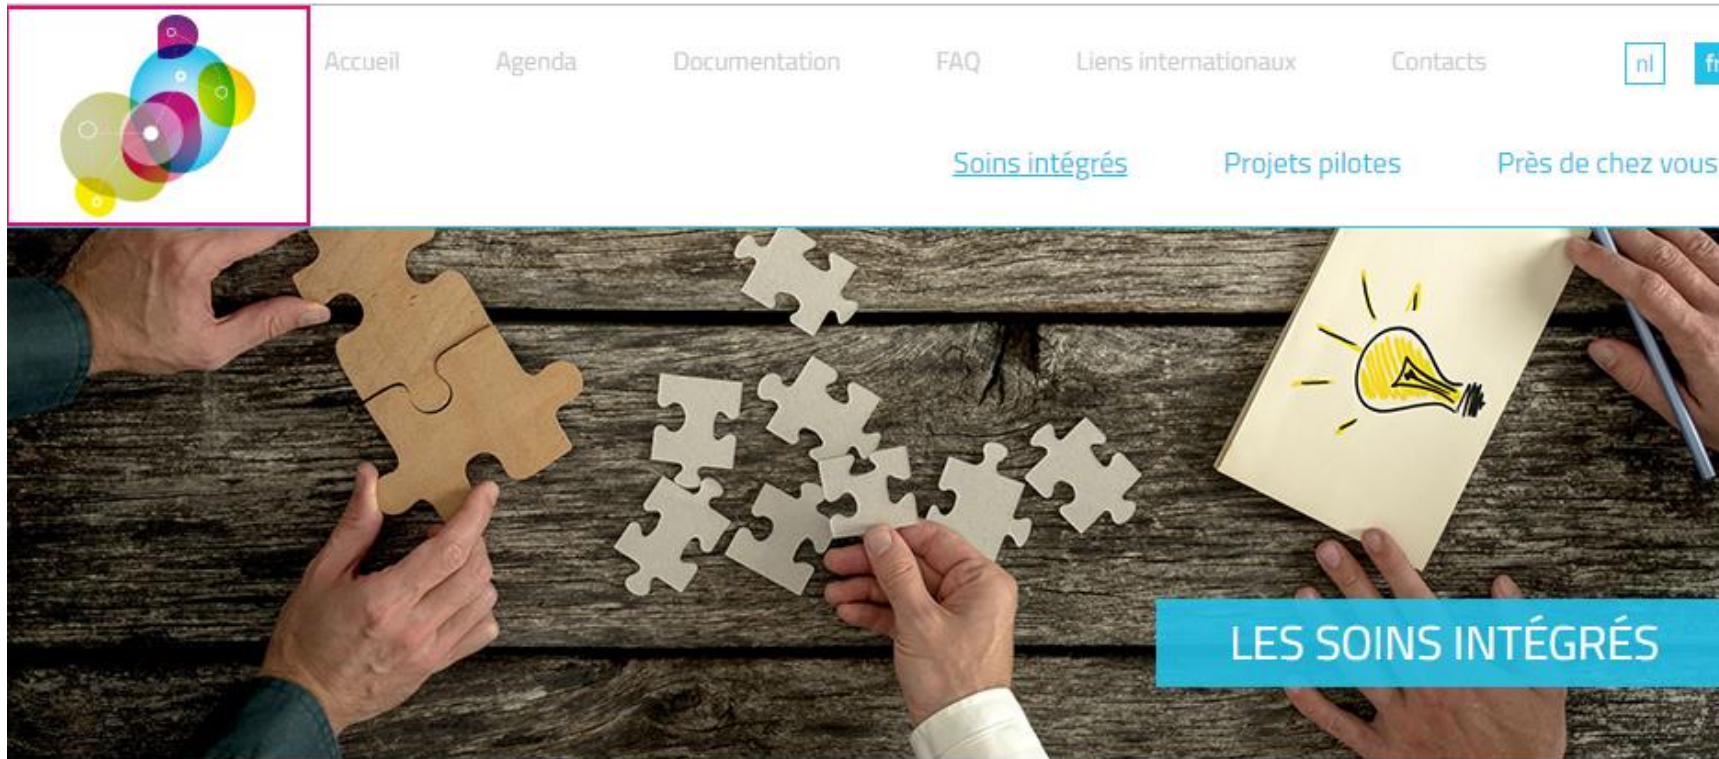 Accueil Agenda Documentation FAQ Liens internationaux Contacts nl fr
Soins intégrés Projets pilotes Près de chez vous
LES SOINS INTÉGRÉS